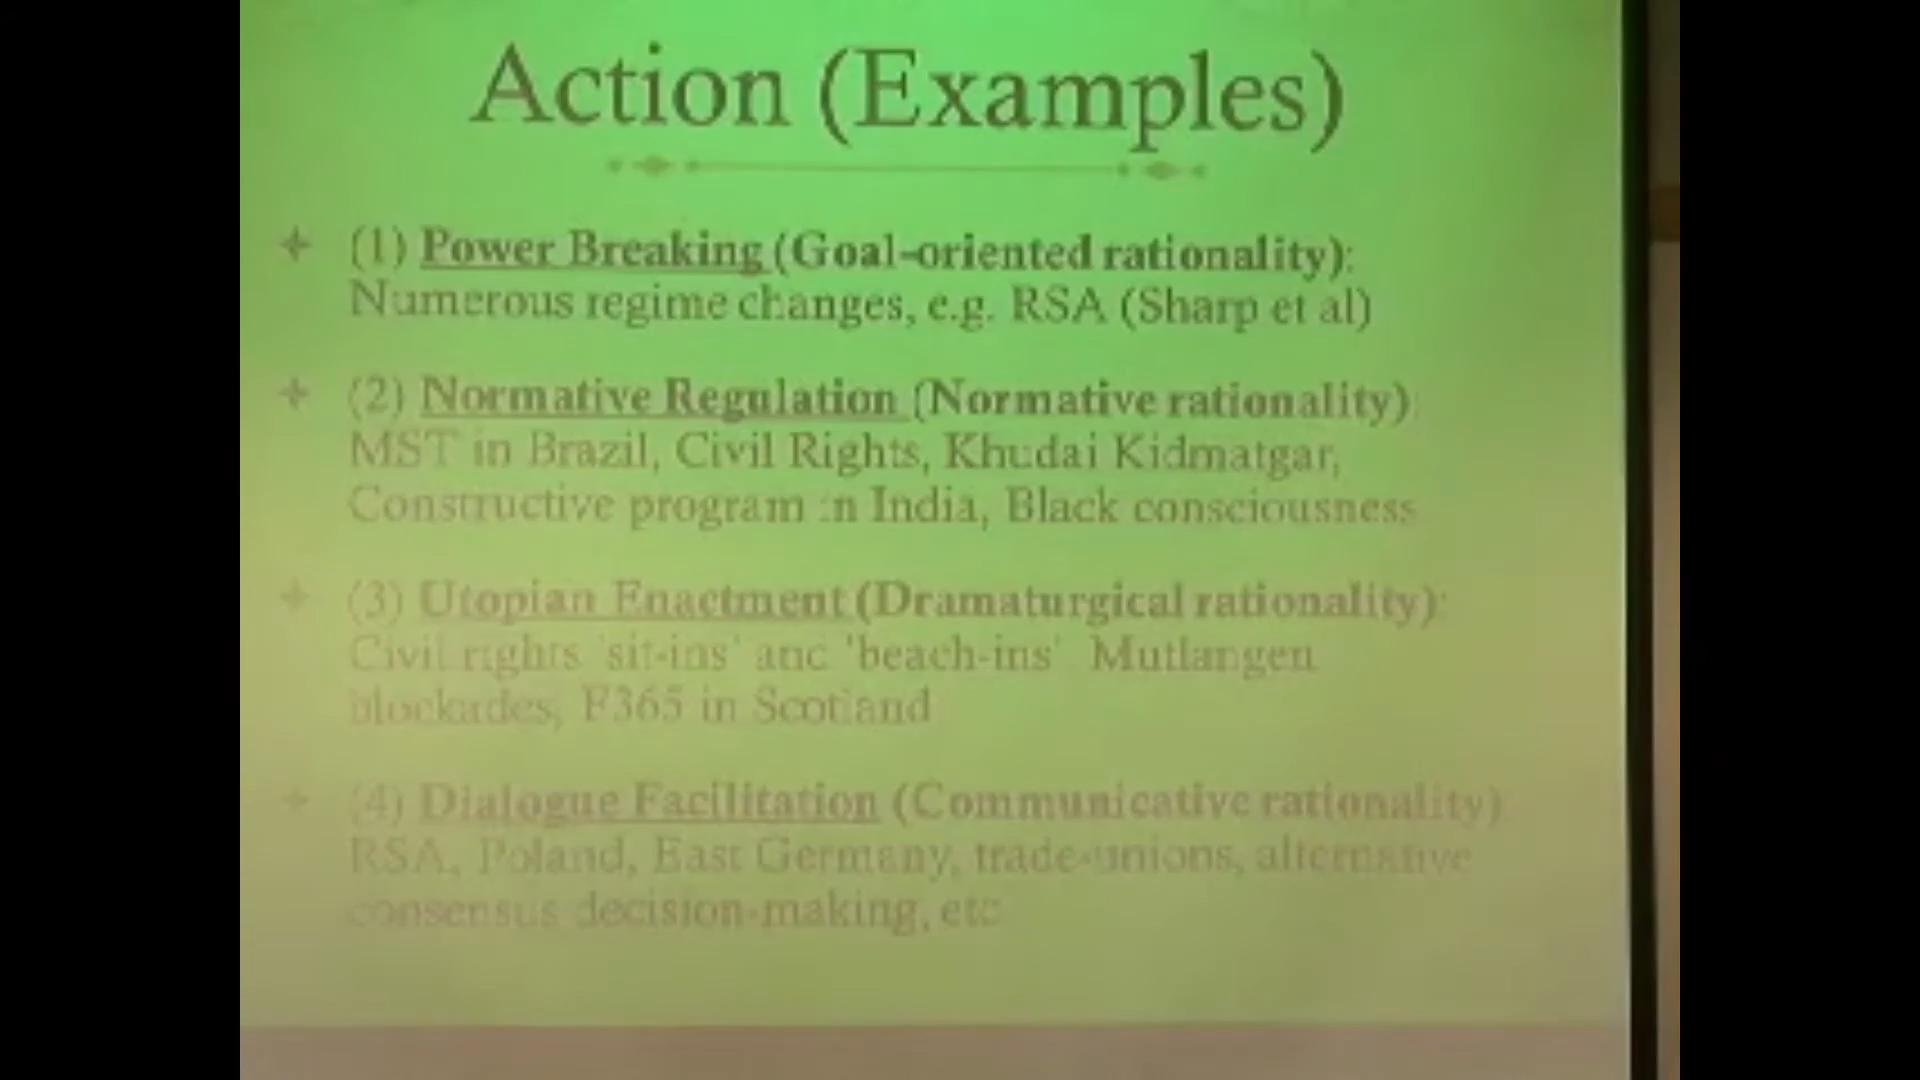 Action (Examples)
(1) Power Breaking (Goal-oriented rationality):
Numerous regime changes, e.g. RSA (Sharp et al)
(2) Normative Regulation (Normative rationality)
MST in Brazil, Civil Rights, Khudai Kidmatgar,
Constructive program in India, Black consciousness
(3) Utopian Enactment (Dramaturgical rationality):
Civil rights 'sit-ins' and 'beach-ins' Mutlangen
blockades, F365 in Scotland
(4) Dialogue Facilitation (Communicative rationality)
RSA, Poland, East Germany, trade-unions, alternative
consensus decision-making, etc